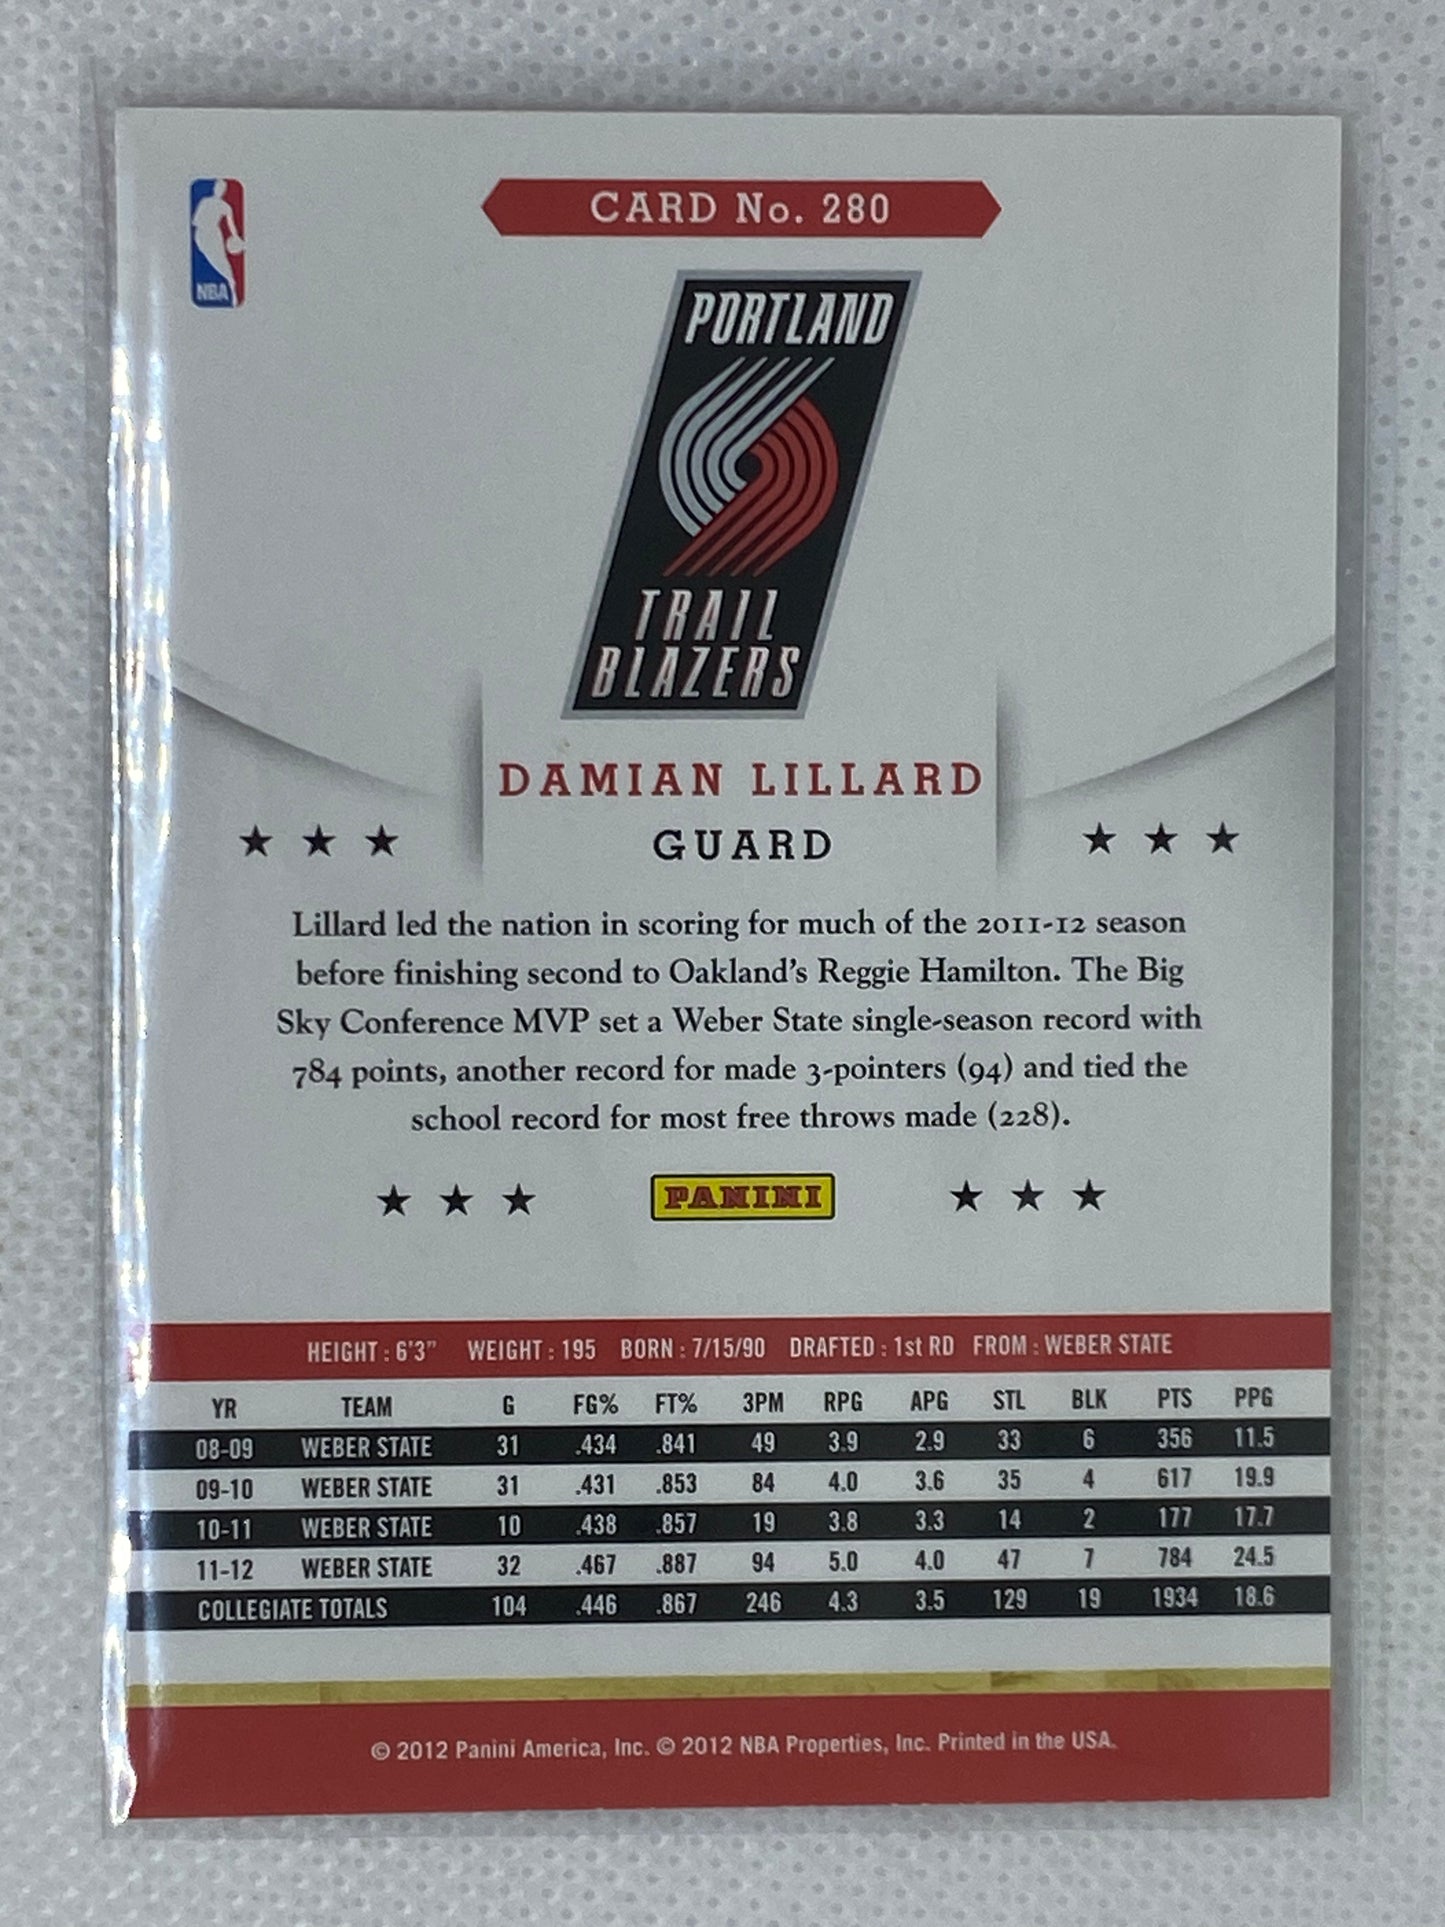 NBA
CARD No. 280
PORTLAND
TRAIL
BLAZERS
DAMIAN LILLARD
GUARD
Lillard led the nation in scoring for much of the 2011-12 season
before finishing second to Oakland's Reggie Hamilton. The Big
Sky Conference MVP set a Weber State single-season record with
784 points, another record for made 3-pointers (94) and tied the
school record for most free throws made (228).
PANINI
HEIGHT : 6'3" WEIGHT : 195 BORN : 7/15/90 DRAFTED : 1st RD FROM : WEBER STATE
YR TEAM G FG% FT% 3PM RPG APG STL BLK PTS PPG
08-09 WEBER STATE 31 .434 .841 49 3.9 2.9 33 6 356 11.5
09-10 WEBER STATE 31 .431 .853 84 4.0 3.6 35 4 617 19.9
10-11 WEBER STATE 10 .438 .857 19 3.8 3.3 14 2 177 17.7
11-12 WEBER STATE 32 .467 .887 94 5.0 4.0 47 7 784 24.5
COLLEGIATE TOTALS 104 .446 .867 246 4.3 3.5 129 19 1934 18.6
© 2012 Panini America, Inc. © 2012 NBA Properties, Inc. Printed in the USA.